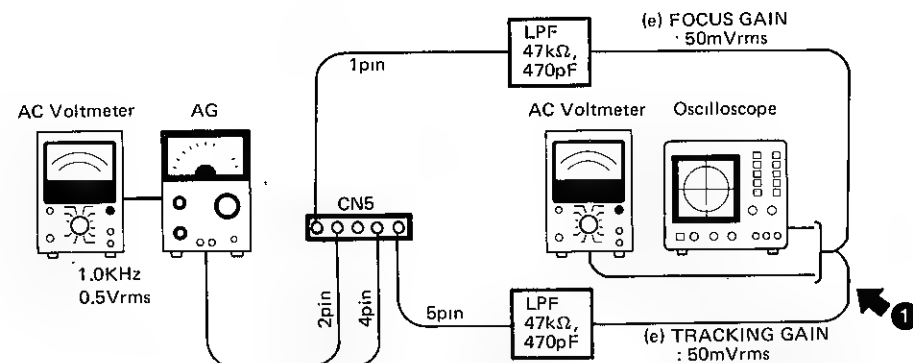 LPF
47kΩ,
470pF
(e) FOCUS GAIN
: 50mVrms
1pin
AC Voltmeter
AG
AC Voltmeter
Oscilloscope
CN5
1.0KHz
0.5Vrms
2pin
4pin
5pin
LPF
47kΩ,
470pF
(e) TRACKING GAIN
: 50mVrms
1